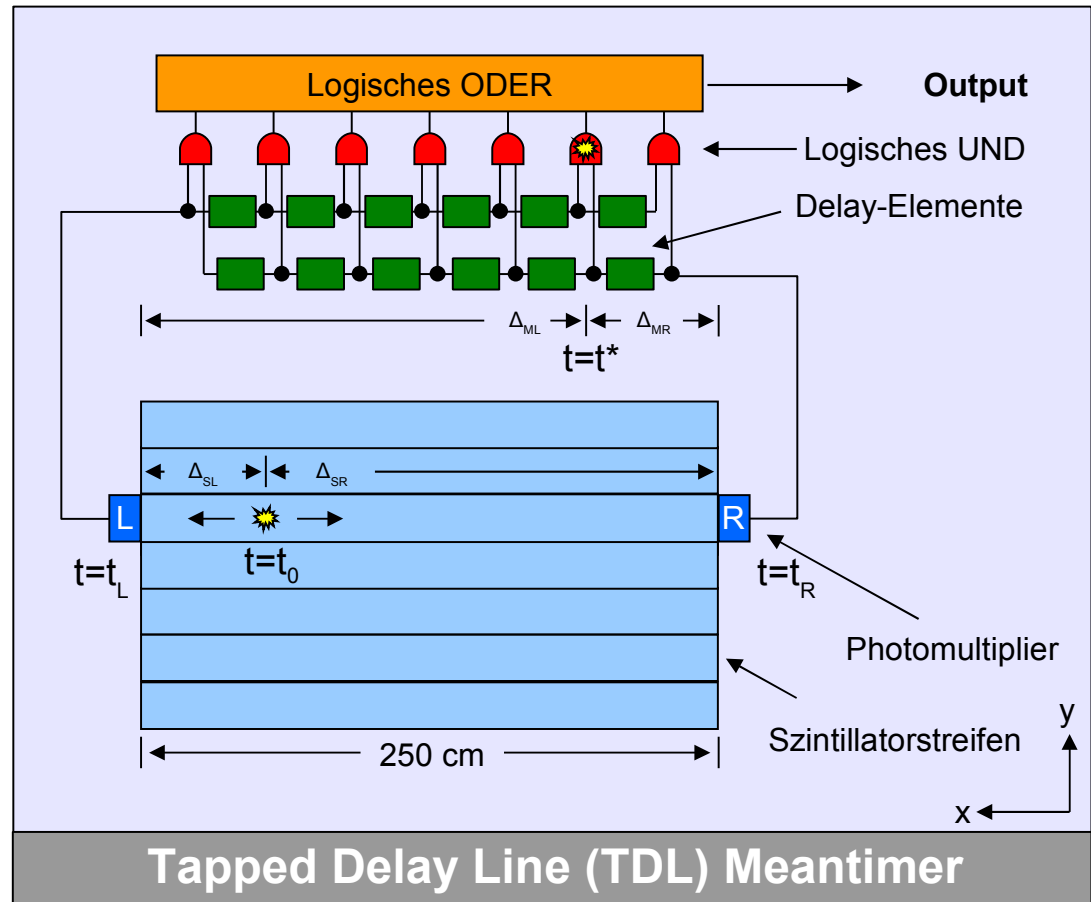 Logisches ODER
Output
Logisches UND
Delay-Elemente
Δ_ML
Δ_MR
t=t*
Δ_SL
Δ_SR
L
R
t=t_0
t=t_L
t=t_R
Photomultiplier
Szintillatorstreifen
250 cm
y
x
Tapped Delay Line (TDL) Meantimer